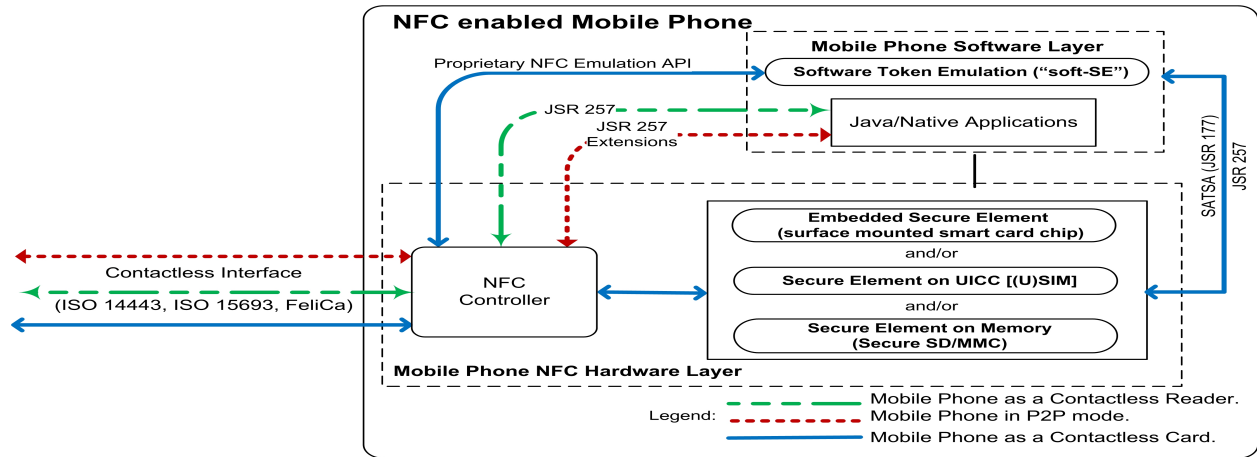 NFC enabled Mobile Phone
Mobile Phone Software Layer
Proprietary NFC Emulation API
Software Token Emulation (“soft-SE”)
JSR 257
Java/Native Applications
JSR 257
Extensions
SATSA (JSR 177)
JSR 257
Embedded Secure Element
(surface mounted smart card chip)
and/or
Secure Element on UICC [(U)SIM]
and/or
Secure Element on Memory
(Secure SD/MMC)
NFC
Controller
Contactless Interface
(ISO 14443, ISO 15693, FeliCa)
Mobile Phone NFC Hardware Layer
Legend:
Mobile Phone as a Contactless Reader.
Mobile Phone in P2P mode.
Mobile Phone as a Contactless Card.